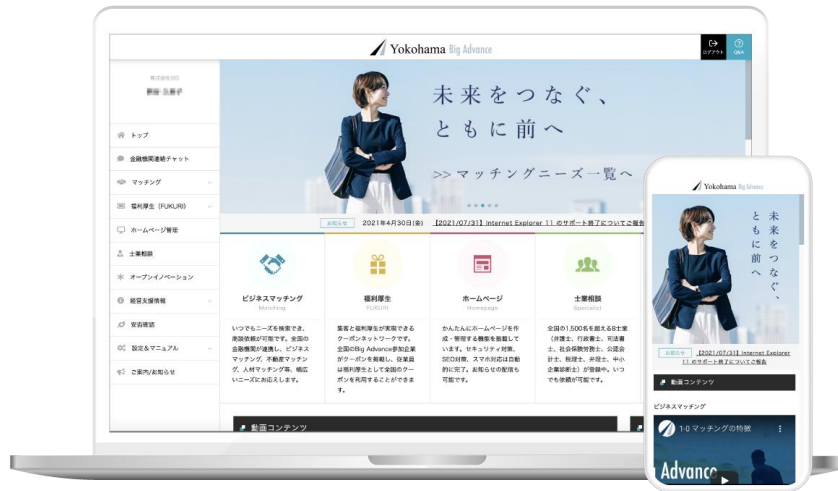 Yokohama Big Advance
ログアウト
Q&A
トップ
金融機関連絡チャット
マッチング
福利厚生（FUKURI）
ホームページ管理
士業相談
オープンイノベーション
経営支援情報
安否確認
設定&マニュアル
ご案内/お知らせ
未来をつなぐ、
ともに前へ
>>マッチングニーズ一覧へ
お知らせ 2021年4月30日(金) 【2021/07/31】Internet Explorer 11 のサポート終了についてご報告
ビジネスマッチング
Matching
いつでもニーズを検索でき、
商談依頼が可能です。全国の
金融機関が連携し、ビジネス
マッチング、不動産マッチン
グ、人材マッチング等、幅広
いニーズにお応えします。
福利厚生
FUKURI
集客と福利厚生が実現できる
クーポンネットワークです。
全国のBig Advance参加企業
がクーポンを掲載し、従業員
は福利厚生として全国のクー
ポンを利用することができま
す。
ホームページ
Homepage
かんたんにホームページを作
成・管理する機能を搭載して
います。セキュリティ対策、
SEO対策、スマホ対応は自動
的に完了。お知らせの配信も
可能です。
士業相談
Specialist
全国の1,500名を超える8士業
（弁護士、行政書士、司法書
士、社会保険労務士、公認会
計士、税理士、弁理士、中小
企業診断士）が登録中。いつ
でも依頼が可能です。
動画コンテンツ
Yokohama Big Advance
未来をつなぐ、
ともに前へ
お知らせ 【2021/07/31】Internet Explorer
11 のサポート終了についてご報告
動画コンテンツ
ビジネスマッチング
1-0 マッチングの特徴
Advance